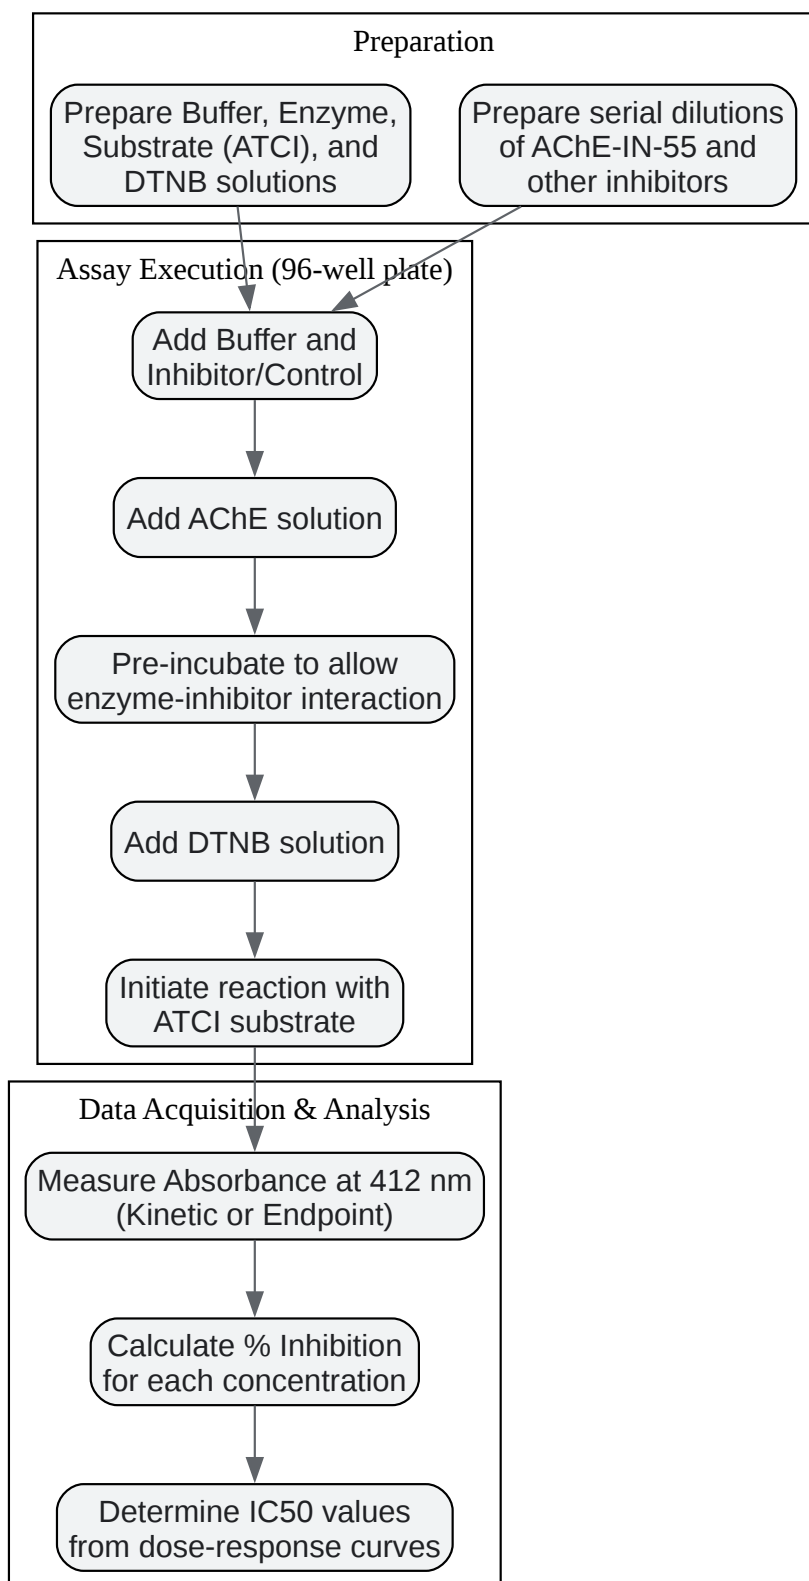 Preparation
Prepare Buffer, Enzyme,
Substrate (ATCI), and
DTNB solutions
Prepare serial dilutions
of AChE-IN-55 and
other inhibitors
Assay Execution (96-well plate)
Add Buffer and
Inhibitor/Control
Add AChE solution
Pre-incubate to allow
enzyme-inhibitor interaction
Add DTNB solution
Initiate reaction with
ATCI substrate
Data Acquisition & Analysis
Measure Absorbance at 412 nm
(Kinetic or Endpoint)
Calculate % Inhibition
for each concentration
Determine IC50 values
from dose-response curves